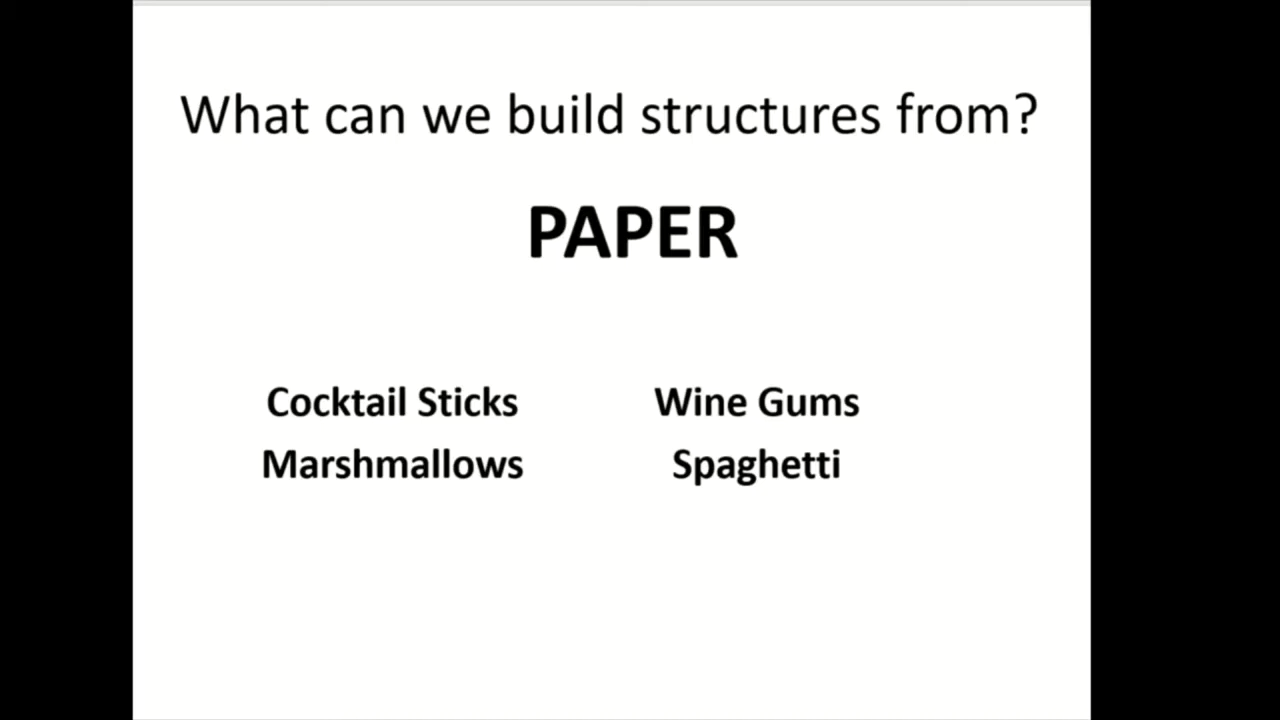 What can we build structures from?
PAPER
Cocktail Sticks
Marshmallows
Wine Gums
Spaghetti